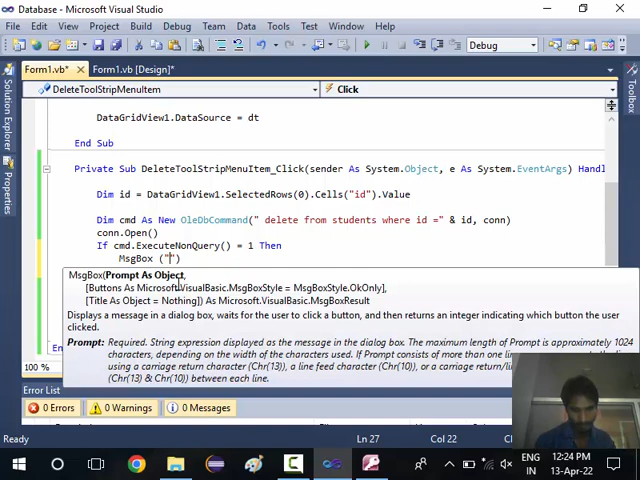 Database - Microsoft Visual Studio
File Edit View Project Build Debug Team Data Tools Test Window Help
Debug
Form1.vb* Form1.vb [Design]*
DeleteToolStripMenuItem Click
DataGridView1.DataSource = dt
End Sub
Private Sub DeleteToolStripMenuItem_Click(sender As System.Object, e As System.EventArgs) Handl
Dim id = DataGridView1.SelectedRows(0).Cells("id").Value
Dim cmd As New OleDbCommand(" delete from students where id =" & id, conn)
conn.Open()
If cmd.ExecuteNonQuery() = 1 Then
MsgBox ("")
MsgBox(Prompt As Object,
[Buttons As Microsoft.VisualBasic.MsgBoxStyle = MsgBoxStyle.OkOnly],
[Title As Object = Nothing]) As Microsoft.VisualBasic.MsgBoxResult
Displays a message in a dialog box, waits for the user to click a button, and then returns an integer indicating which button the user
clicked.
Prompt: Required. String expression displayed as the message in the dialog box. The maximum length of Prompt is approximately 1024
characters, depending on the width of the characters used. If Prompt consists of more than one lin
using a carriage return character (Chr(13)), a line feed character (Chr(10)), or a carriage return/lin
(Chr(13) & Chr(10)) between each line.
100 %
Error List
0 Errors 0 Warnings 0 Messages
Ready Ln 27 Col 22
ENG
IN
12:24 PM
13-Apr-22
Solution Explorer
Properties
Toolbox